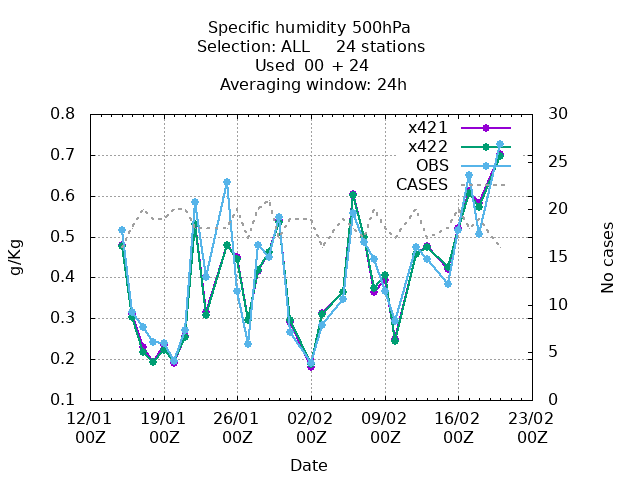 Specific humidity 500hPa
Selection: ALL 24 stations
Used 00 + 24
Averaging window: 24h
0.8
0.7
0.6
0.5
0.4
0.3
0.2
0.1
g/Kg
x421
x422
OBS
CASES
30
25
20
15
10
5
0
No cases
12/01 19/01 26/01 02/02 09/02 16/02 23/02
00Z 00Z 00Z 00Z 00Z 00Z 00Z
Date